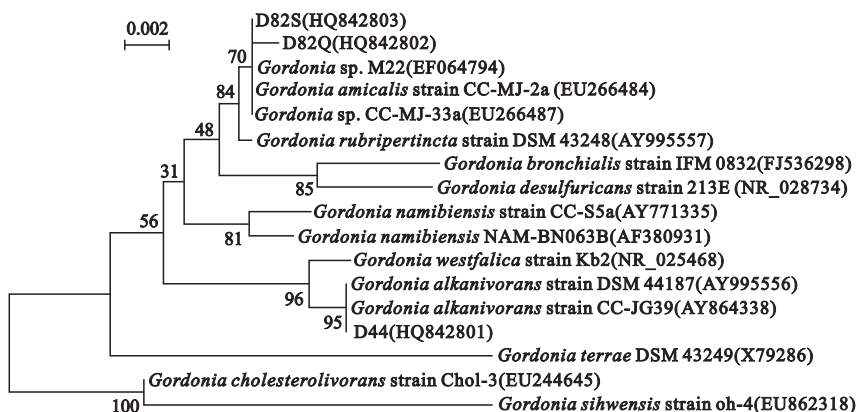 D82S(HQ842803)
0.002
D82Q(HQ842802)
70
Gordonia sp. M22(EF064794)
84
Gordonia amicalis strain CC-MJ-2a (EU266484)
Gordonia sp. CC-MJ-33a(EU266487)
48
Gordonia rubripertincta strain DSM 43248(AY995557)
Gordonia bronchialis strain IFM 0832(FJ536298)
31
85
Gordonia desulfuricans strain 213E (NR_028734)
Gordonia namibiensis strain CC-S5a(AY771335)
56
81
Gordonia namibiensis NAM-BN063B(AF380931)
Gordonia westfalica strain Kb2(NR_025468)
Gordonia alkanivorans strain DSM 44187(AY995556)
96
Gordonia alkanivorans strain CC-JG39(AY864338)
95
D44(HQ842801)
Gordonia terrae DSM 43249(X79286)
Gordonia cholesterolivorans strain Chol-3(EU244645)
100
Gordonia sihwensis strain oh-4(EU862318)